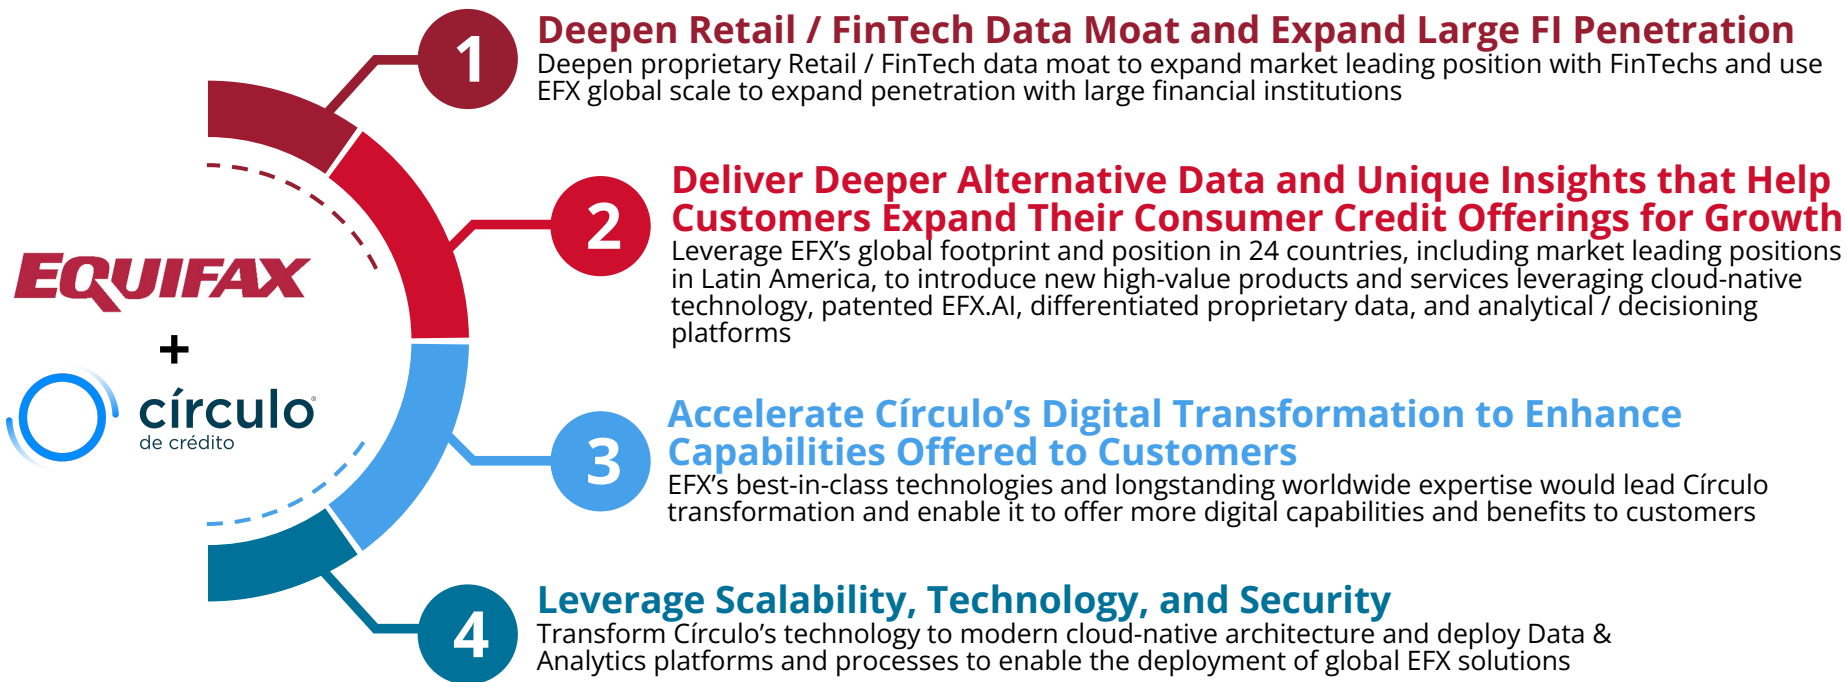 1
Deepen Retail / FinTech Data Moat and Expand Large FI Penetration
Deepen proprietary Retail / FinTech data moat to expand market leading position with FinTechs and use
EFX global scale to expand penetration with large financial institutions
2
Deliver Deeper Alternative Data and Unique Insights that Help
Customers Expand Their Consumer Credit Offerings for Growth
Leverage EFX’s global footprint and position in 24 countries, including market leading positions
in Latin America, to introduce new high-value products and services leveraging cloud-native
technology, patented EFX.AI, differentiated proprietary data, and analytical / decisioning
platforms
EQUIFAX
+
círculo®
de crédito
3
Accelerate Círculo’s Digital Transformation to Enhance
Capabilities Offered to Customers
EFX’s best-in-class technologies and longstanding worldwide expertise would lead Círculo
transformation and enable it to offer more digital capabilities and benefits to customers
4
Leverage Scalability, Technology, and Security
Transform Círculo’s technology to modern cloud-native architecture and deploy Data &
Analytics platforms and processes to enable the deployment of global EFX solutions